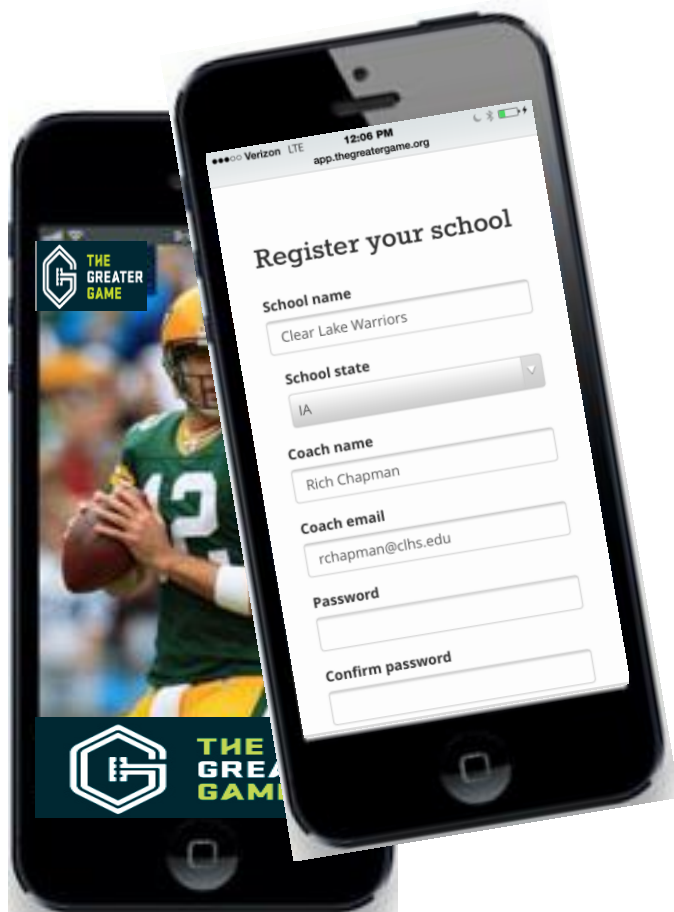 Verizon LTE
12:06 PM
app.thegreatergame.org
Register your school
School name
Clear Lake Warriors
School state
IA
Coach name
Rich Chapman
Coach email
rchapman@clhs.edu
Password
Confirm password
THE
GREATER
GAME
12
THE
GREA
GAM